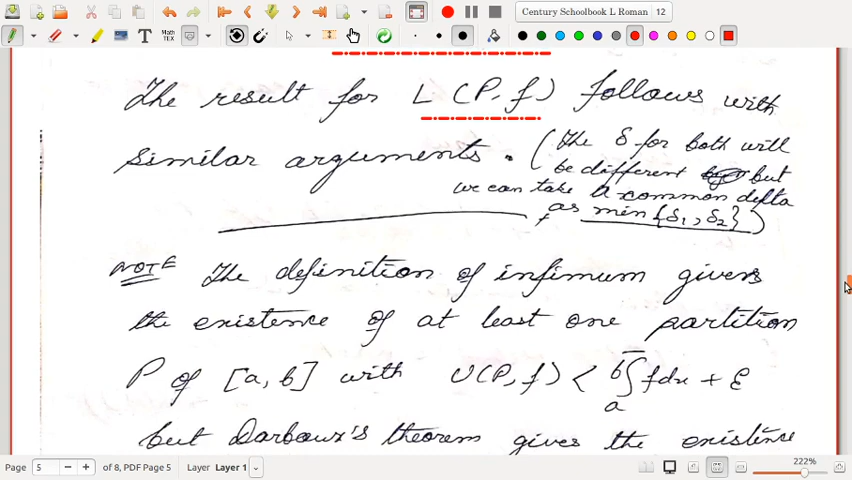 Century Schoolbook L Roman 12
T MATH TEX
The result for L (P, f) follows with
similar arguments. (The δ for both will
be different but
we can take a common delta
as min {δ₁, δ₂})
NOTE The definition of infimum gives
the existence of at least one partition
P of [a, b] with U(P, f) < ∫̄ₐᵇ fdx + ε
but Darboux's theorem gives the existence
Page 5 of 8, PDF Page 5 Layer Layer 1 222%